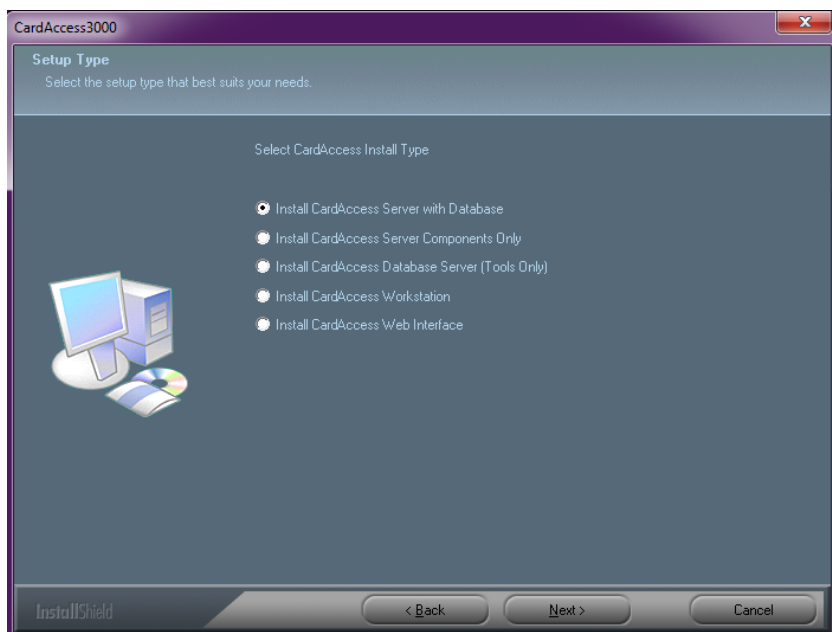 CardAccess3000
Setup Type
Select the setup type that best suits your needs.
Select CardAccess Install Type
Install CardAccess Server with Database
Install CardAccess Server Components Only
Install CardAccess Database Server (Tools Only)
Install CardAccess Workstation
Install CardAccess Web Interface
InstallShield
< Back
Next >
Cancel